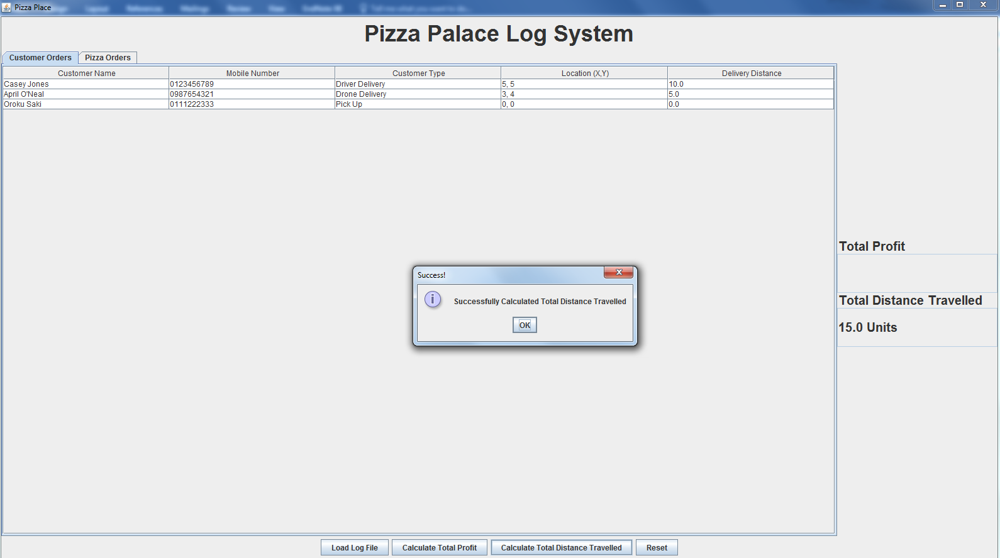 Pizza Place
Pizza Palace Log System
Customer Orders Pizza Orders
Customer Name Mobile Number Customer Type Location (X,Y) Delivery Distance
Casey Jones 0123456789 Driver Delivery 5, 5 10.0
April O'Neal 0987654321 Drone Delivery 3, 4 5.0
Oroku Saki 0111222333 Pick Up 0, 0 0.0
Total Profit
Success!
Successfully Calculated Total Distance Travelled
OK
Total Distance Travelled
15.0 Units
Load Log File Calculate Total Profit Calculate Total Distance Travelled Reset